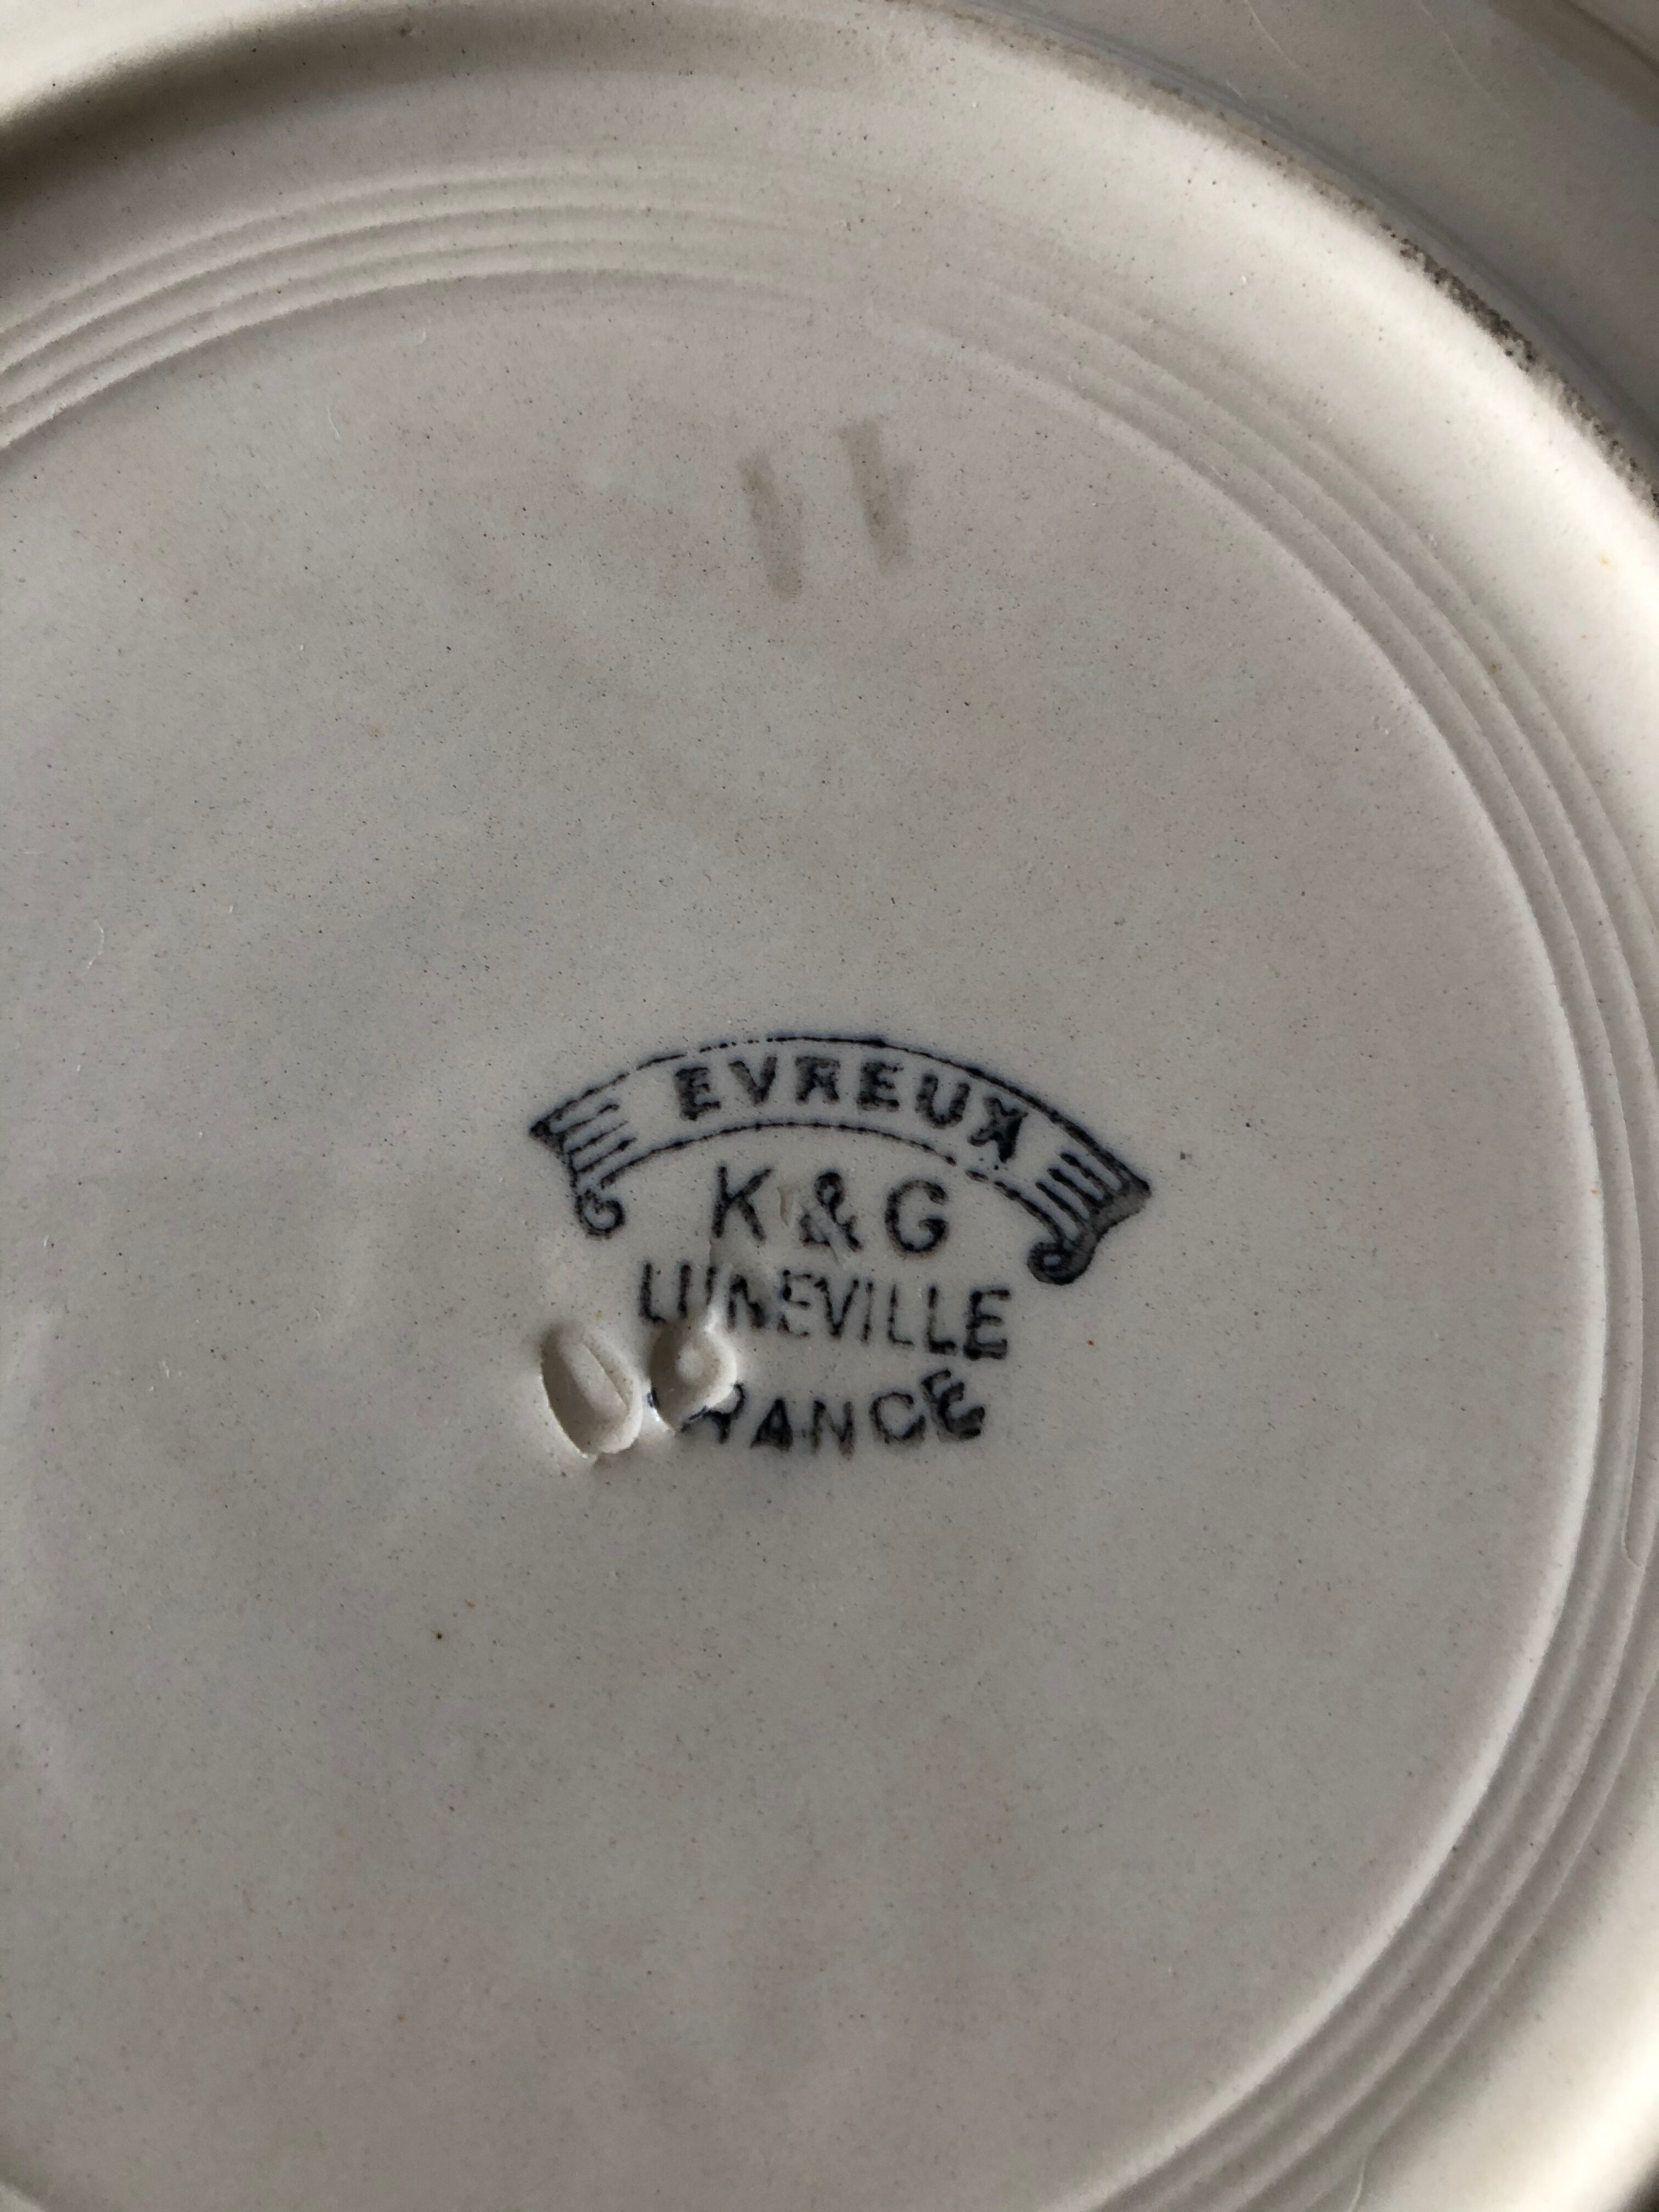 EVREUX
K & G
LUNEVILLE
FRANCE